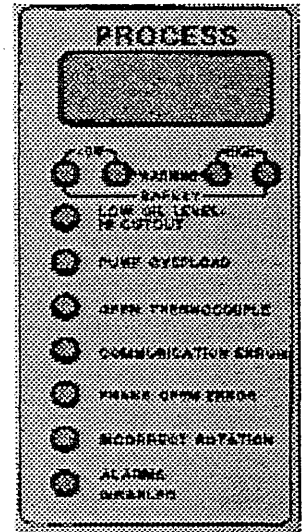 PROCESS
LOW HIGH
WARNING
SAFETY
LOW OIL LEVEL/
HI CUTOUT
PUMP OVERLOAD
OPEN THERMOCOUPLE
COMMUNICATION ERROR
PHASE OPEN ERROR
INCORRECT ROTATION
ALARMS
DISABLED